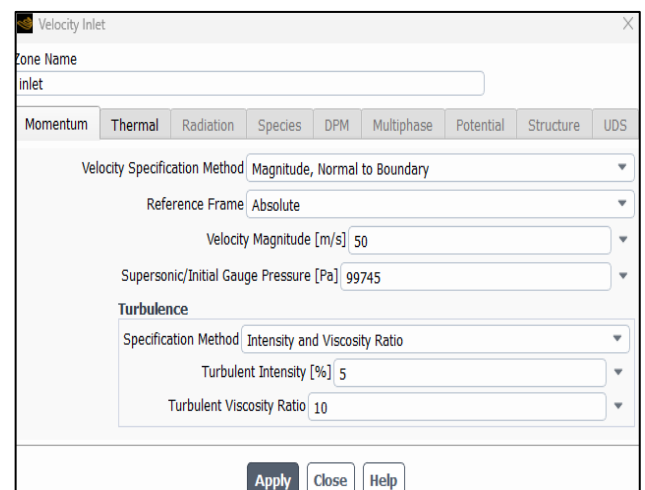 Velocity Inlet
Zone Name
inlet
Momentum Thermal Radiation Species DPM Multiphase Potential Structure UDS
Velocity Specification Method Magnitude, Normal to Boundary
Reference Frame Absolute
Velocity Magnitude [m/s] 50
Supersonic/Initial Gauge Pressure [Pa] 99745
Turbulence
Specification Method Intensity and Viscosity Ratio
Turbulent Intensity [%] 5
Turbulent Viscosity Ratio 10
Apply Close Help